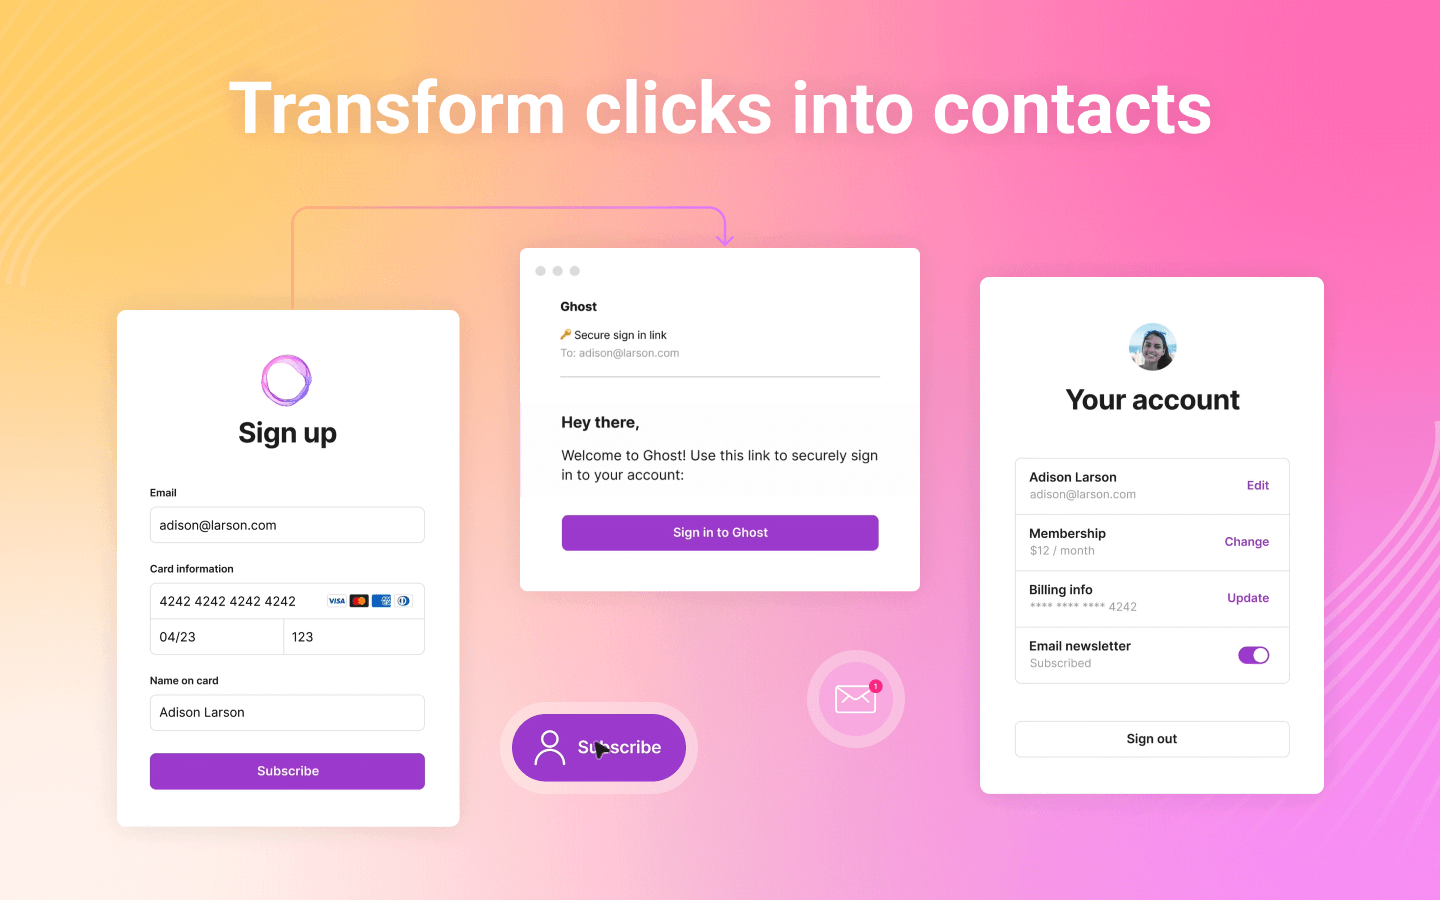 Transform clicks into contacts
Sign up
Email
adison@larson.com
Card information
4242 4242 4242 4242
VISA
04/23
123
Name on card
Adison Larson
Subscribe
Ghost
🔑 Secure sign in link
To: adison@larson.com
Hey there,
Welcome to Ghost! Use this link to securely sign
in to your account:
Sign in to Ghost
Subscribe
1
Your account
Adison Larson
adison@larson.com
Edit
Membership
$12 / month
Change
Billing info
**** **** **** 4242
Update
Email newsletter
Subscribed
Sign out